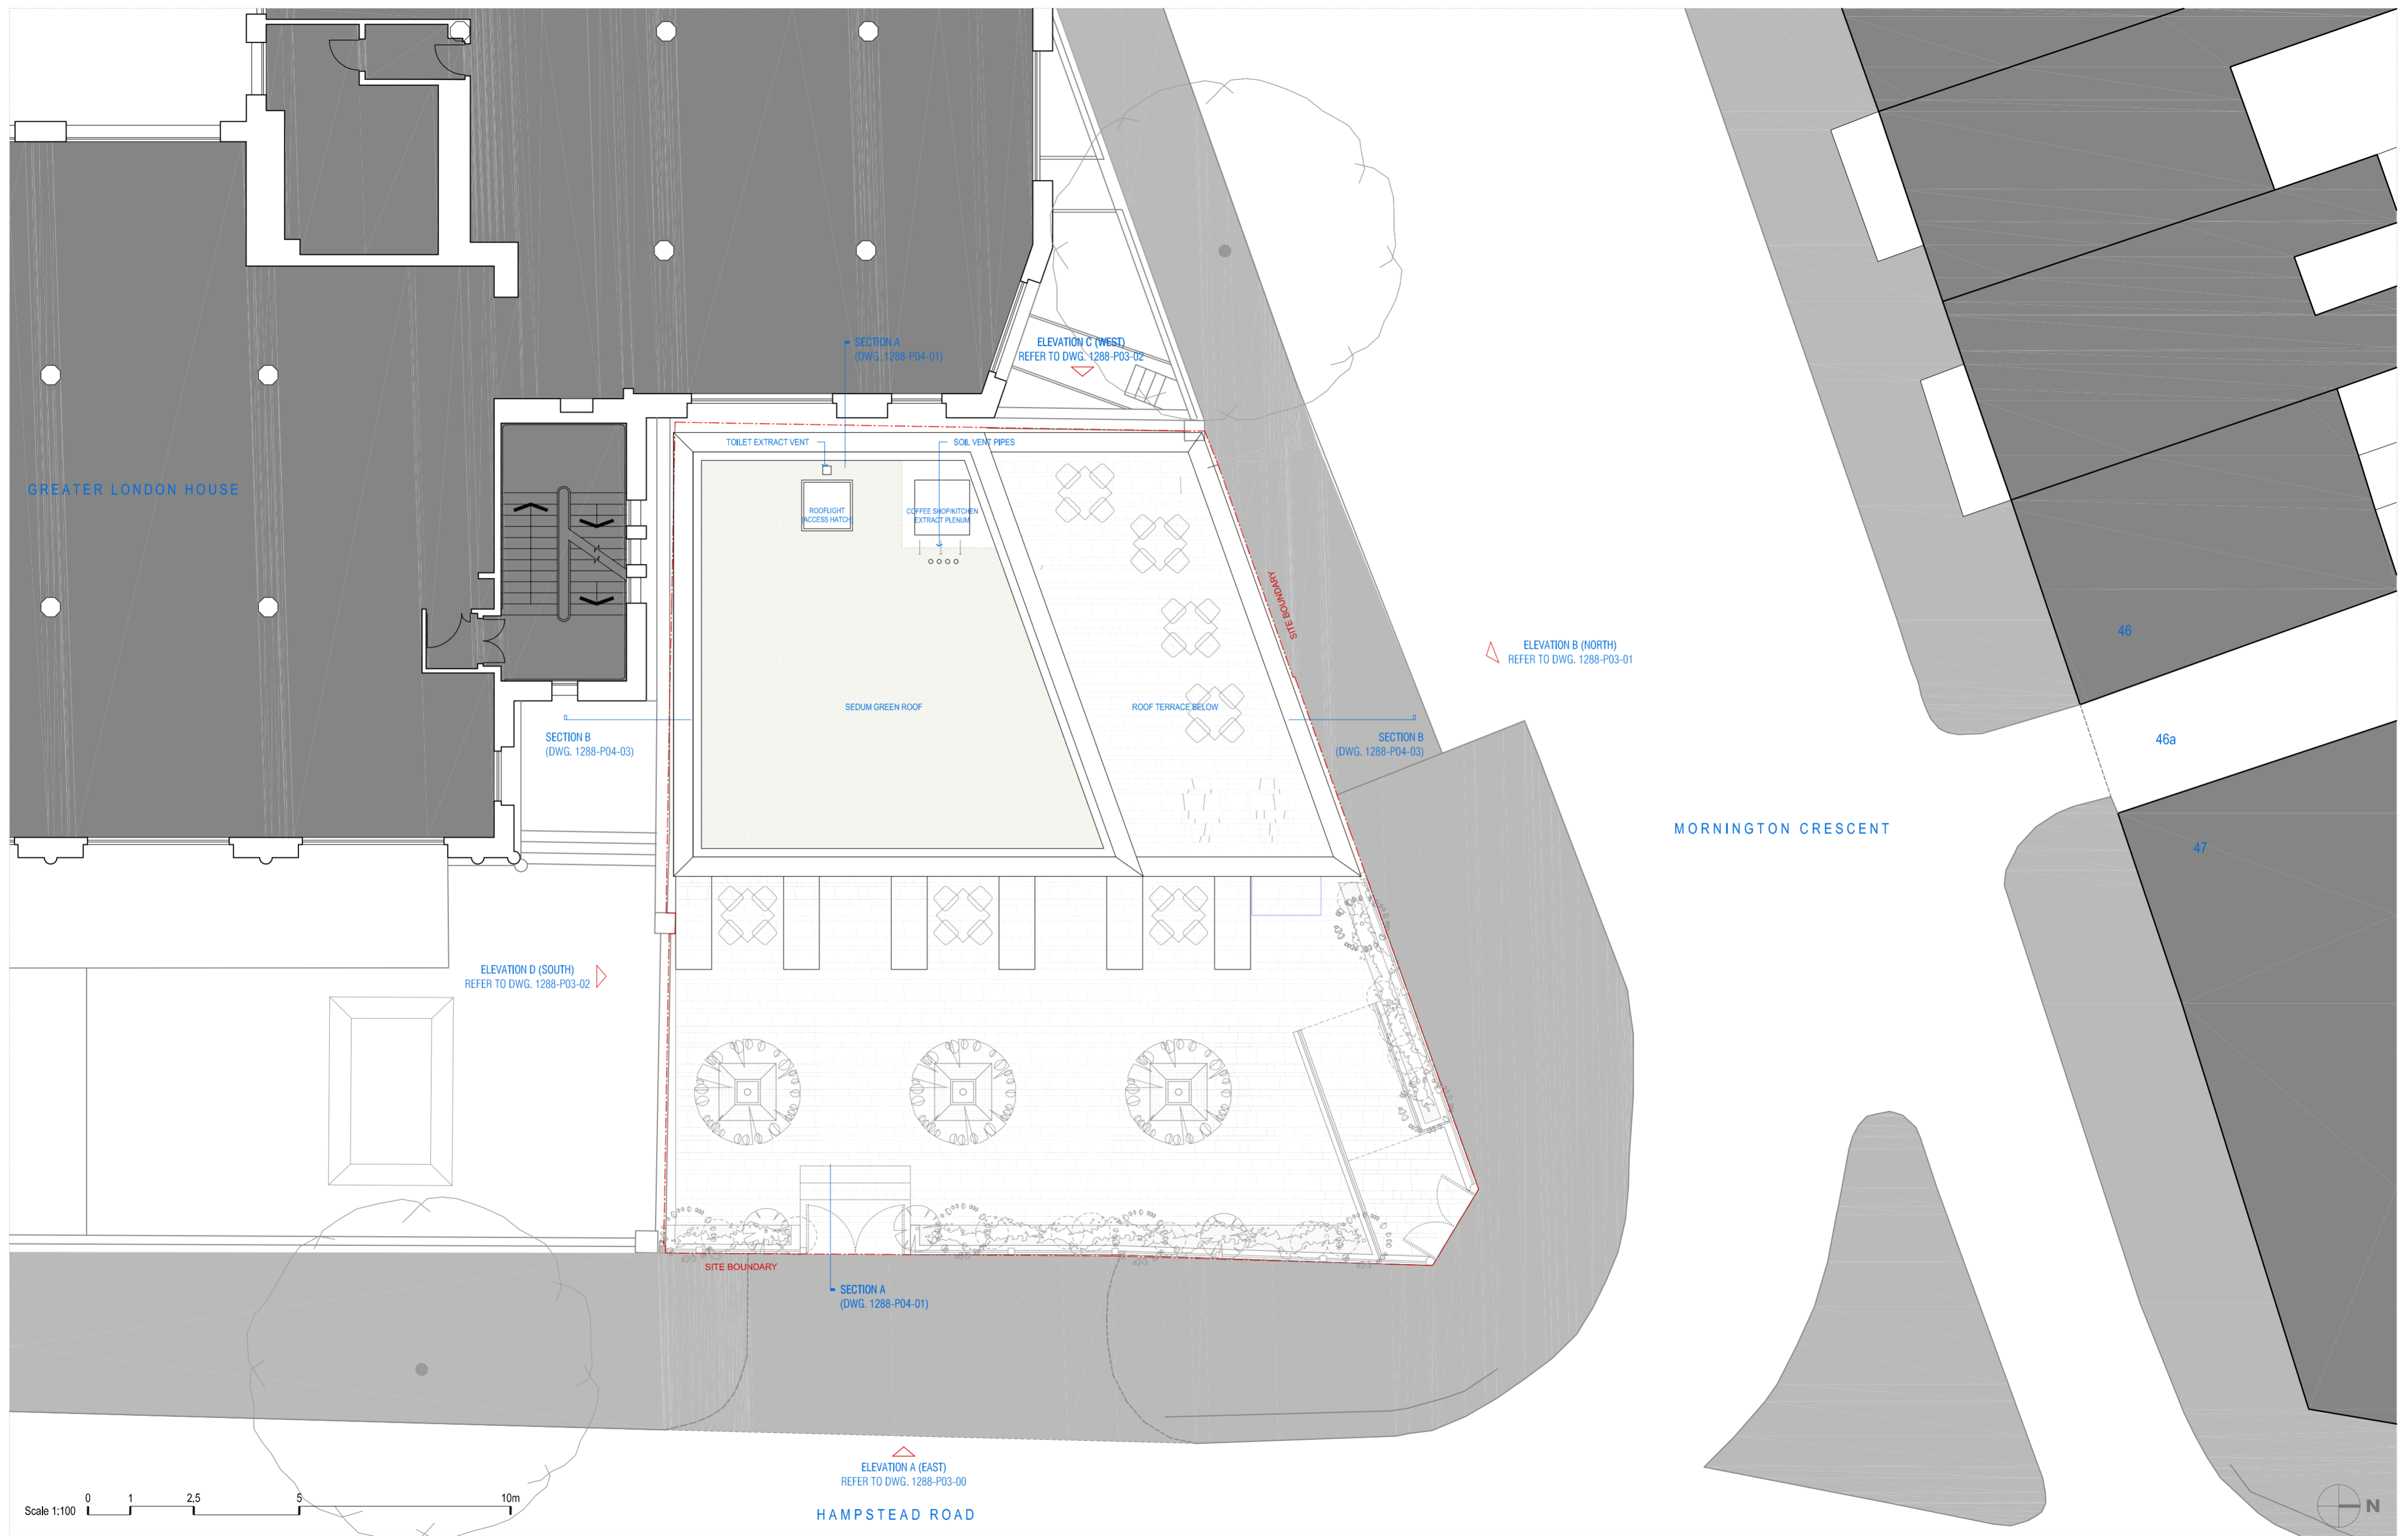 SECTION A
(DWG. 1288-P04-01)
ELEVATION C (WEST)
REFER TO DWG. 1288-P03-02
TOILET EXTRACT VENT
SOIL VENT PIPES
GREATER LONDON HOUSE
ROOFLIGHT
(ACCESS HATCH)
COFFEE SHOP/KITCHEN
EXTRACT PLENUM
SITE BOUNDARY
ELEVATION B (NORTH)
REFER TO DWG. 1288-P03-01
46
SEDUM GREEN ROOF
ROOF TERRACE BELOW
SECTION B
(DWG. 1288-P04-03)
SECTION B
(DWG. 1288-P04-03)
46a
MORNINGTON CRESCENT
47
ELEVATION D (SOUTH)
REFER TO DWG. 1288-P03-02
SITE BOUNDARY
SECTION A
(DWG. 1288-P04-01)
ELEVATION A (EAST)
REFER TO DWG. 1288-P03-00
HAMPSTEAD ROAD
Scale 1:100
0 1 2.5 5 10m
N